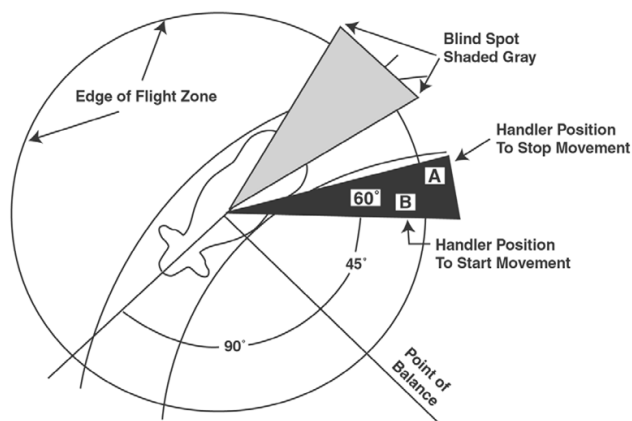 Blind Spot
Shaded Gray
Edge of Flight Zone
Handler Position
To Stop Movement
A
60°
B
Handler Position
To Start Movement
45°
90°
Point of
Balance